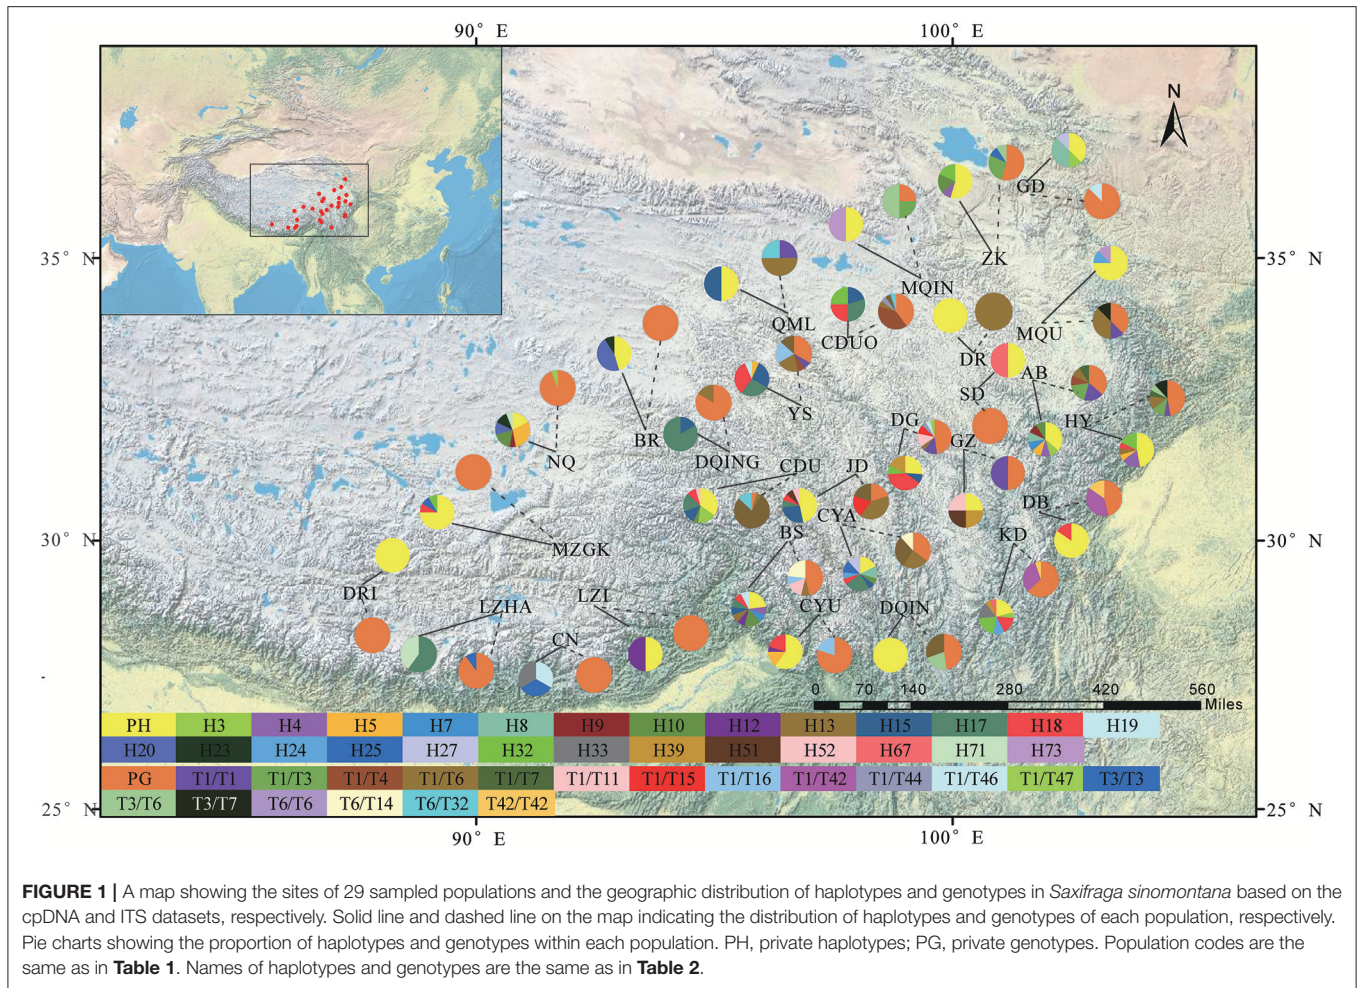 90° E 100° E
N
GD
35° N 35° N
ZK
MQIN
QML
MQU
CDUO
DR
AB
SD
YS
HY
DG
BR
GZ
NQ
DQING
CDU JD
DB
CYA
30° N KD 30° N
BS
MZGK
DRI
LZI
LZHA
CYU DQIN
CN
0 70 140 280 420 560
Miles
PH H3 H4 H5 H7 H8 H9 H10 H12 H13 H15 H17 H18 H19
H20 H23 H24 H25 H27 H32 H33 H39 H51 H52 H67 H71 H73
PG T1/T1 T1/T3 T1/T4 T1/T6 T1/T7 T1/T11 T1/T15 T1/T16 T1/T42 T1/T44 T1/T46 T1/T47 T3/T3
T3/T6 T3/T7 T6/T6 T6/T14 T6/T32 T42/T42
25° N 25° N
90° E 100° E
FIGURE 1 | A map showing the sites of 29 sampled populations and the geographic distribution of haplotypes and genotypes in Saxifraga sinomontana based on the
cpDNA and ITS datasets, respectively. Solid line and dashed line on the map indicating the distribution of haplotypes and genotypes of each population, respectively.
Pie charts showing the proportion of haplotypes and genotypes within each population. PH, private haplotypes; PG, private genotypes. Population codes are the
same as in Table 1. Names of haplotypes and genotypes are the same as in Table 2.